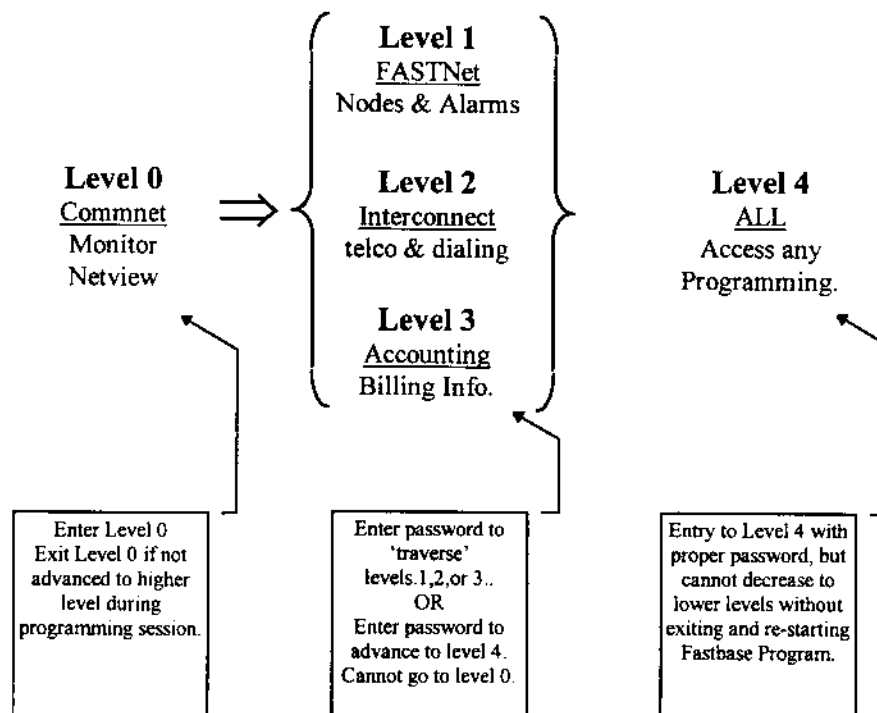 Level 0
Commnet
Monitor
Netview
Level 1
FASTNet
Nodes & Alarms
Level 2
Interconnect
telco & dialing
Level 3
Accounting
Billing Info.
Level 4
ALL
Access any
Programming.
Enter Level 0
Exit Level 0 if not
advanced to higher
level during
programming session.
Enter password to
'traverse'
levels.1,2,or 3..
OR
Enter password to
advance to level 4.
Cannot go to level 0.
Entry to Level 4 with
proper password, but
cannot decrease to
lower levels without
exiting and re-starting
Fastbase Program.